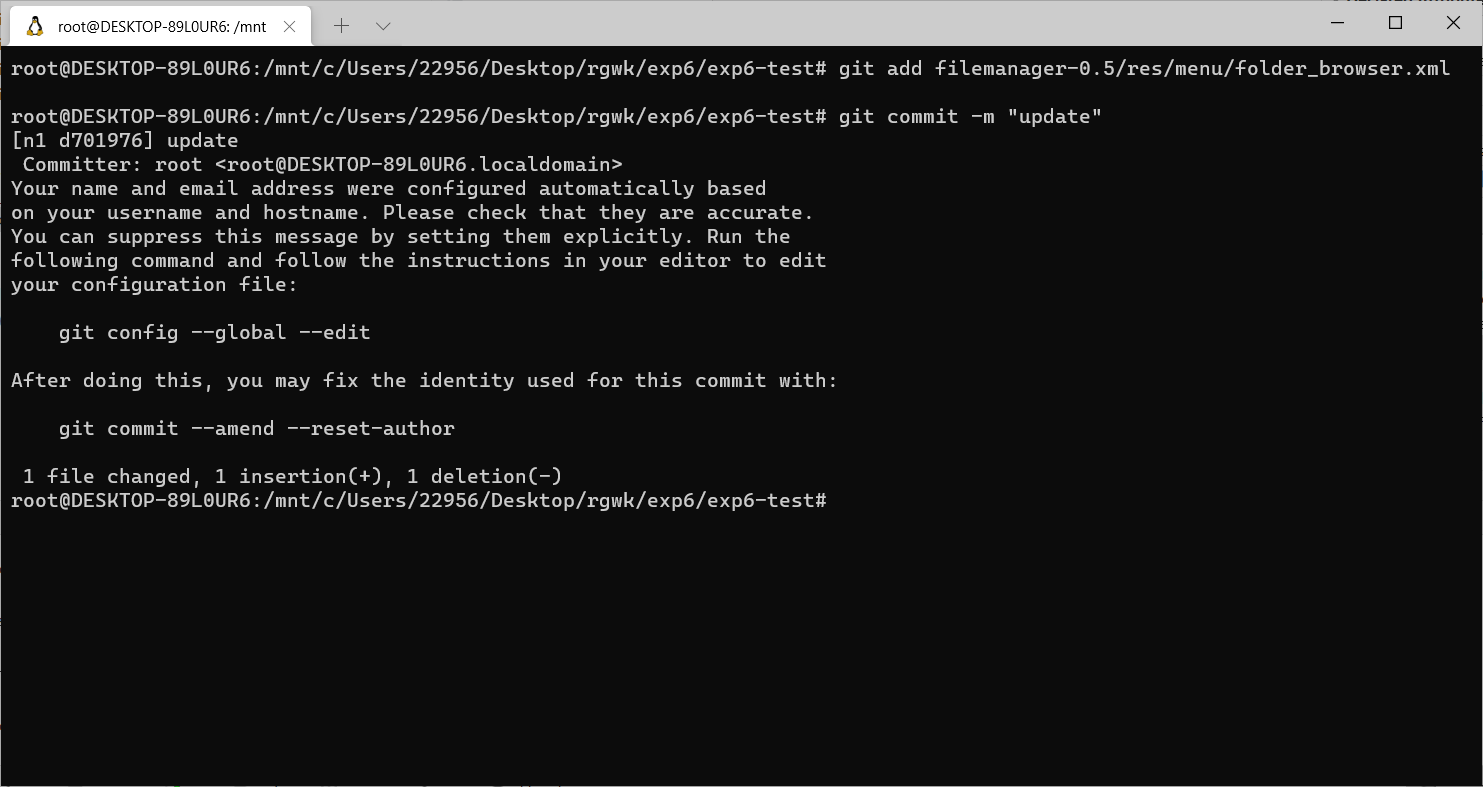 root@DESKTOP-89L0UR6: /mnt
root@DESKTOP-89L0UR6:/mnt/c/Users/22956/Desktop/rgwk/exp6/exp6-test# git add filemanager-0.5/res/menu/folder_browser.xml
root@DESKTOP-89L0UR6:/mnt/c/Users/22956/Desktop/rgwk/exp6/exp6-test# git commit -m "update"
[n1 d701976] update
 Committer: root <root@DESKTOP-89L0UR6.localdomain>
Your name and email address were configured automatically based
on your username and hostname. Please check that they are accurate.
You can suppress this message by setting them explicitly. Run the
following command and follow the instructions in your editor to edit
your configuration file:
    git config --global --edit
After doing this, you may fix the identity used for this commit with:
    git commit --amend --reset-author
 1 file changed, 1 insertion(+), 1 deletion(-)
root@DESKTOP-89L0UR6:/mnt/c/Users/22956/Desktop/rgwk/exp6/exp6-test#